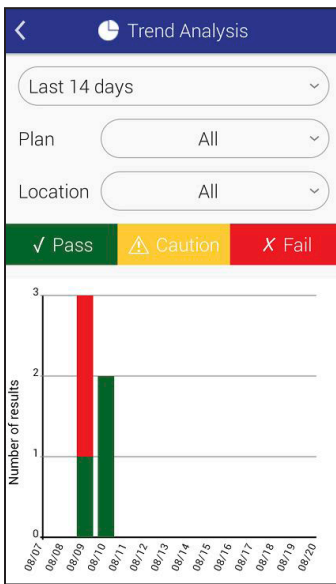 Trend Analysis
Last 14 days
Plan All
Location All
√ Pass ⚠ Caution ✗ Fail
3
2
1
0
Number of results
08/07 08/08 08/09 08/10 08/11 08/12 08/13 08/14 08/15 08/16 08/17 08/18 08/19 08/20